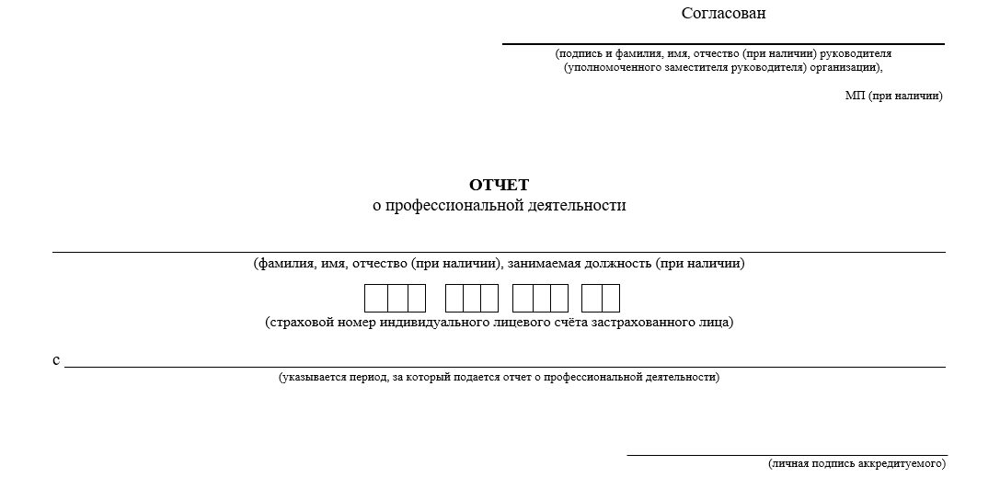 Согласован
(подпись и фамилия, имя, отчество (при наличии) руководителя
(уполномоченного заместителя руководителя) организации),
МП (при наличии)
ОТЧЕТ
о профессиональной деятельности
(фамилия, имя, отчество (при наличии), занимаемая должность (при наличии)
(страховой номер индивидуального лицевого счёта застрахованного лица)
с
(указывается период, за который подается отчет о профессиональной деятельности)
(личная подпись аккредитуемого)